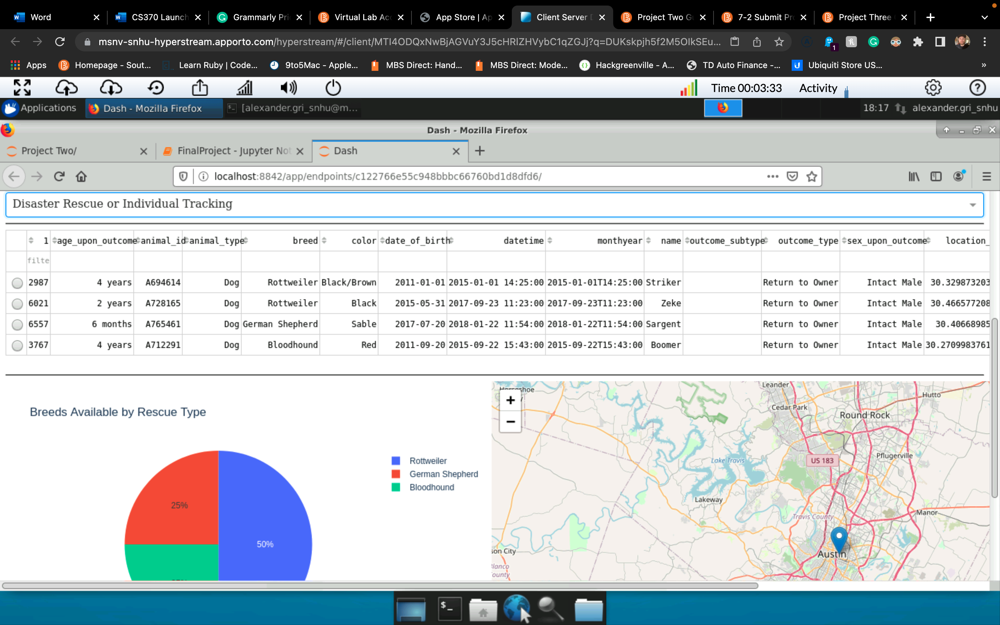 Word CS370 Launch Grammarly Pri Virtual Lab Acc App Store | Ap Client Server D Project Two Gu 7-2 Submit Pr Project Three
msnv-snhu-hyperstream.apporto.com/hyperstream/#/client/MTI4ODQxNwBjAGVuY3J5cHRlZHVybC1qZGJj?q=DUKskpjh5f2M5OlkSEu... 1
Apps Homepage - Sout... Learn Ruby | Code... 9to5Mac - Apple... MBS Direct: Hand... MBS Direct: Mode... Hackgreenville - A... TD Auto Finance -... Ubiquiti Store US... »
Time 00:03:33 Activity
Applications Dash - Mozilla Firefox [alexander.gri_snhu@m... 18:17 alexander.gri_snhu
Dash - Mozilla Firefox
Project Two/ FinalProject - Jupyter Not Dash
localhost:8842/app/endpoints/c122766e55c948bbbc66760bd1d8dfd6/
Disaster Rescue or Individual Tracking
1 age_upon_outcome animal_id animal_type breed color date_of_birth datetime monthyear name outcome_subtype outcome_type sex_upon_outcome location_
filte
2987 4 years A694614 Dog Rottweiler Black/Brown 2011-01-01 2015-01-01 14:25:00 2015-01-01T14:25:00 Striker Return to Owner Intact Male 30.329873203
6021 2 years A728165 Dog Rottweiler Black 2015-05-31 2017-09-23 11:23:00 2017-09-23T11:23:00 Zeke Return to Owner Intact Male 30.466577208
6557 6 months A765461 Dog German Shepherd Sable 2017-07-20 2018-01-22 11:54:00 2018-01-22T11:54:00 Sargent Return to Owner Intact Male 30.40668985
3767 4 years A712291 Dog Bloodhound Red 2011-09-20 2015-09-22 15:43:00 2015-09-22T15:43:00 Boomer Return to Owner Intact Male 30.2709983761
Breeds Available by Rescue Type
Rottweiler
German Shepherd
Bloodhound
25%
50%
+
−
Leander
Hutto
Cedar Park
Round Rock
Lake Travis
US 183
Pflugerville
Lakeway
Manor
Travis County
son City
Austin
lanco
ounty